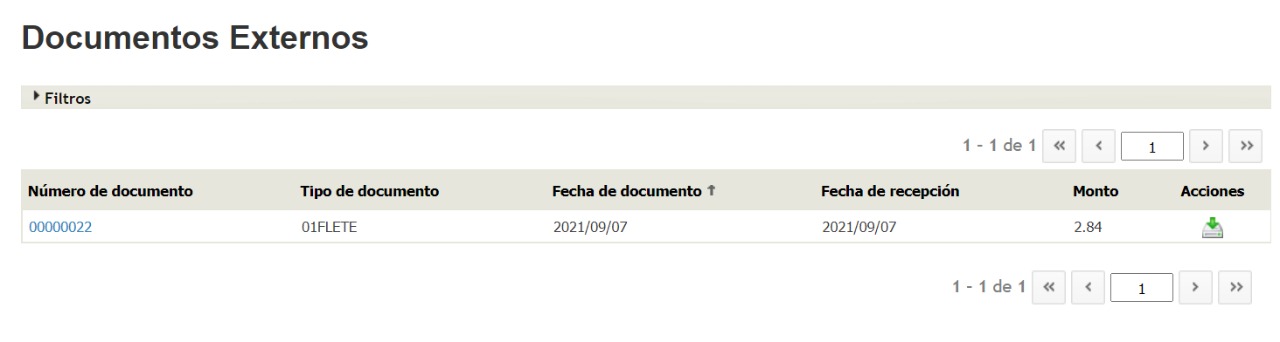 Documentos Externos
Filtros
1 - 1 de 1 « ‹ 1 › »
Número de documento Tipo de documento Fecha de documento ↑ Fecha de recepción Monto Acciones
00000022 01FLETE 2021/09/07 2021/09/07 2.84
1 - 1 de 1 « ‹ 1 › »